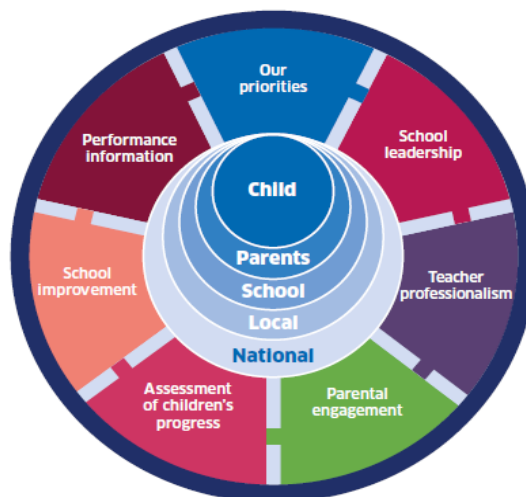 Our
priorities
School
leadership
Teacher
professionalism
Parental
engagement
Assessment
of children's
progress
School
improvement
Performance
information
Child
Parents
School
Local
National